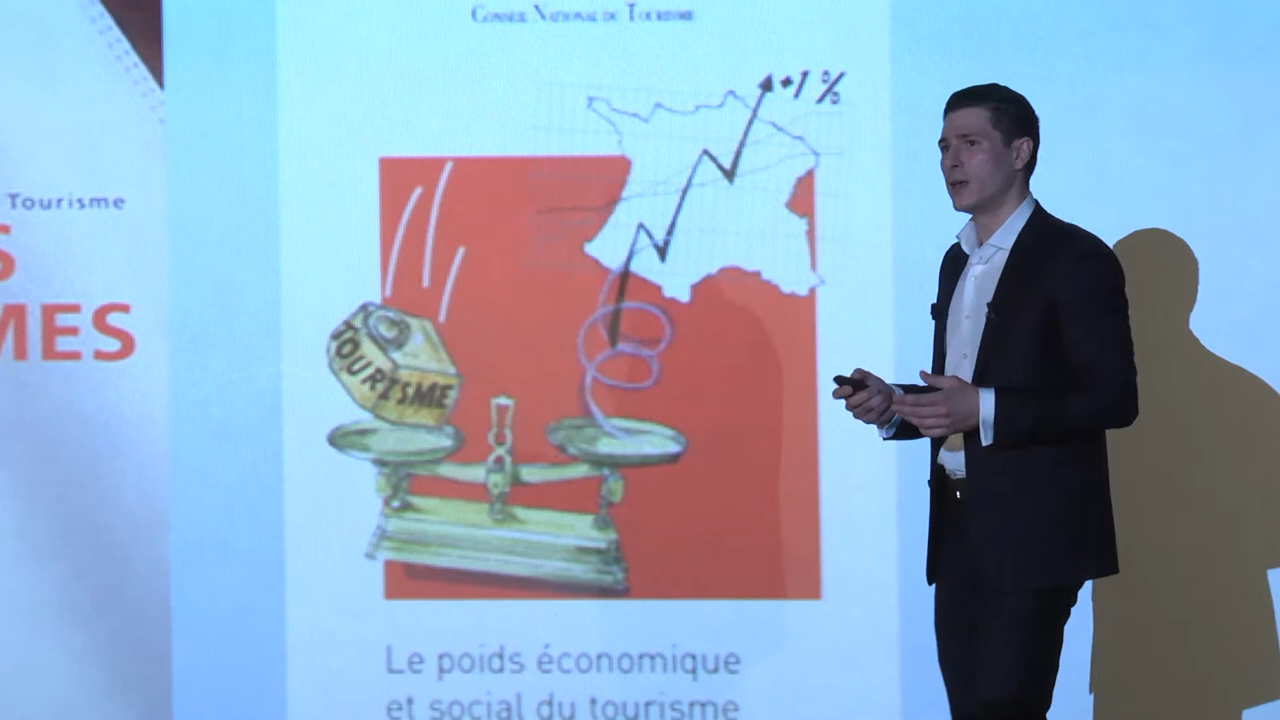 Conseil National du Tourisme
+1 %
Tourisme
S
MES
TOURISME
Le poids économique
et social du tourisme